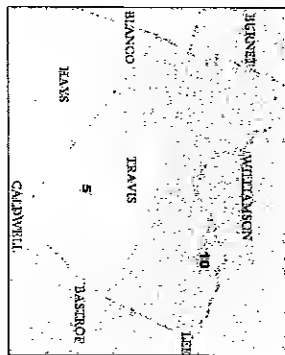 BURNET
BLANCO
HAYS
WILLIAMSON
TRAVIS
5
10
CALDWELL
BASTROP
LEE